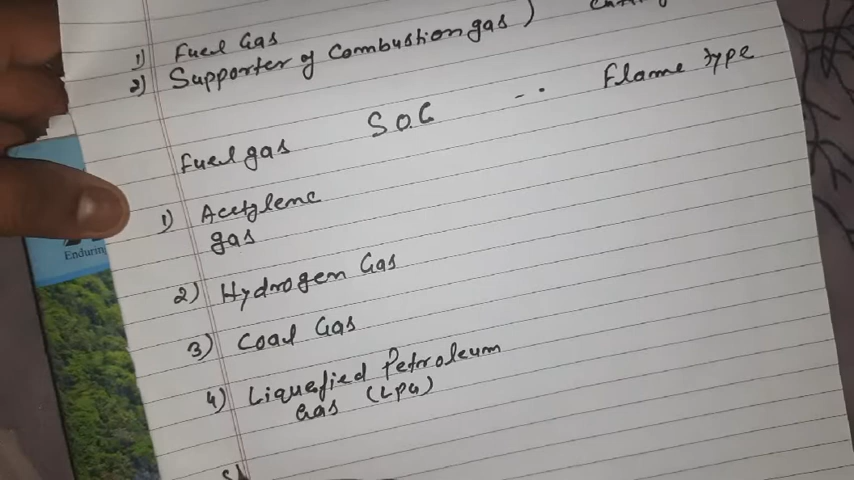 1) Fuel Gas
2) Supporter of Combustion gas )
Fuel gas S.O.C -. Flame type
1) Acetylene
gas
2) Hydrogen Gas
3) Coal Gas
4) Liquefied Petroleum
Gas (LPG)
Enduring